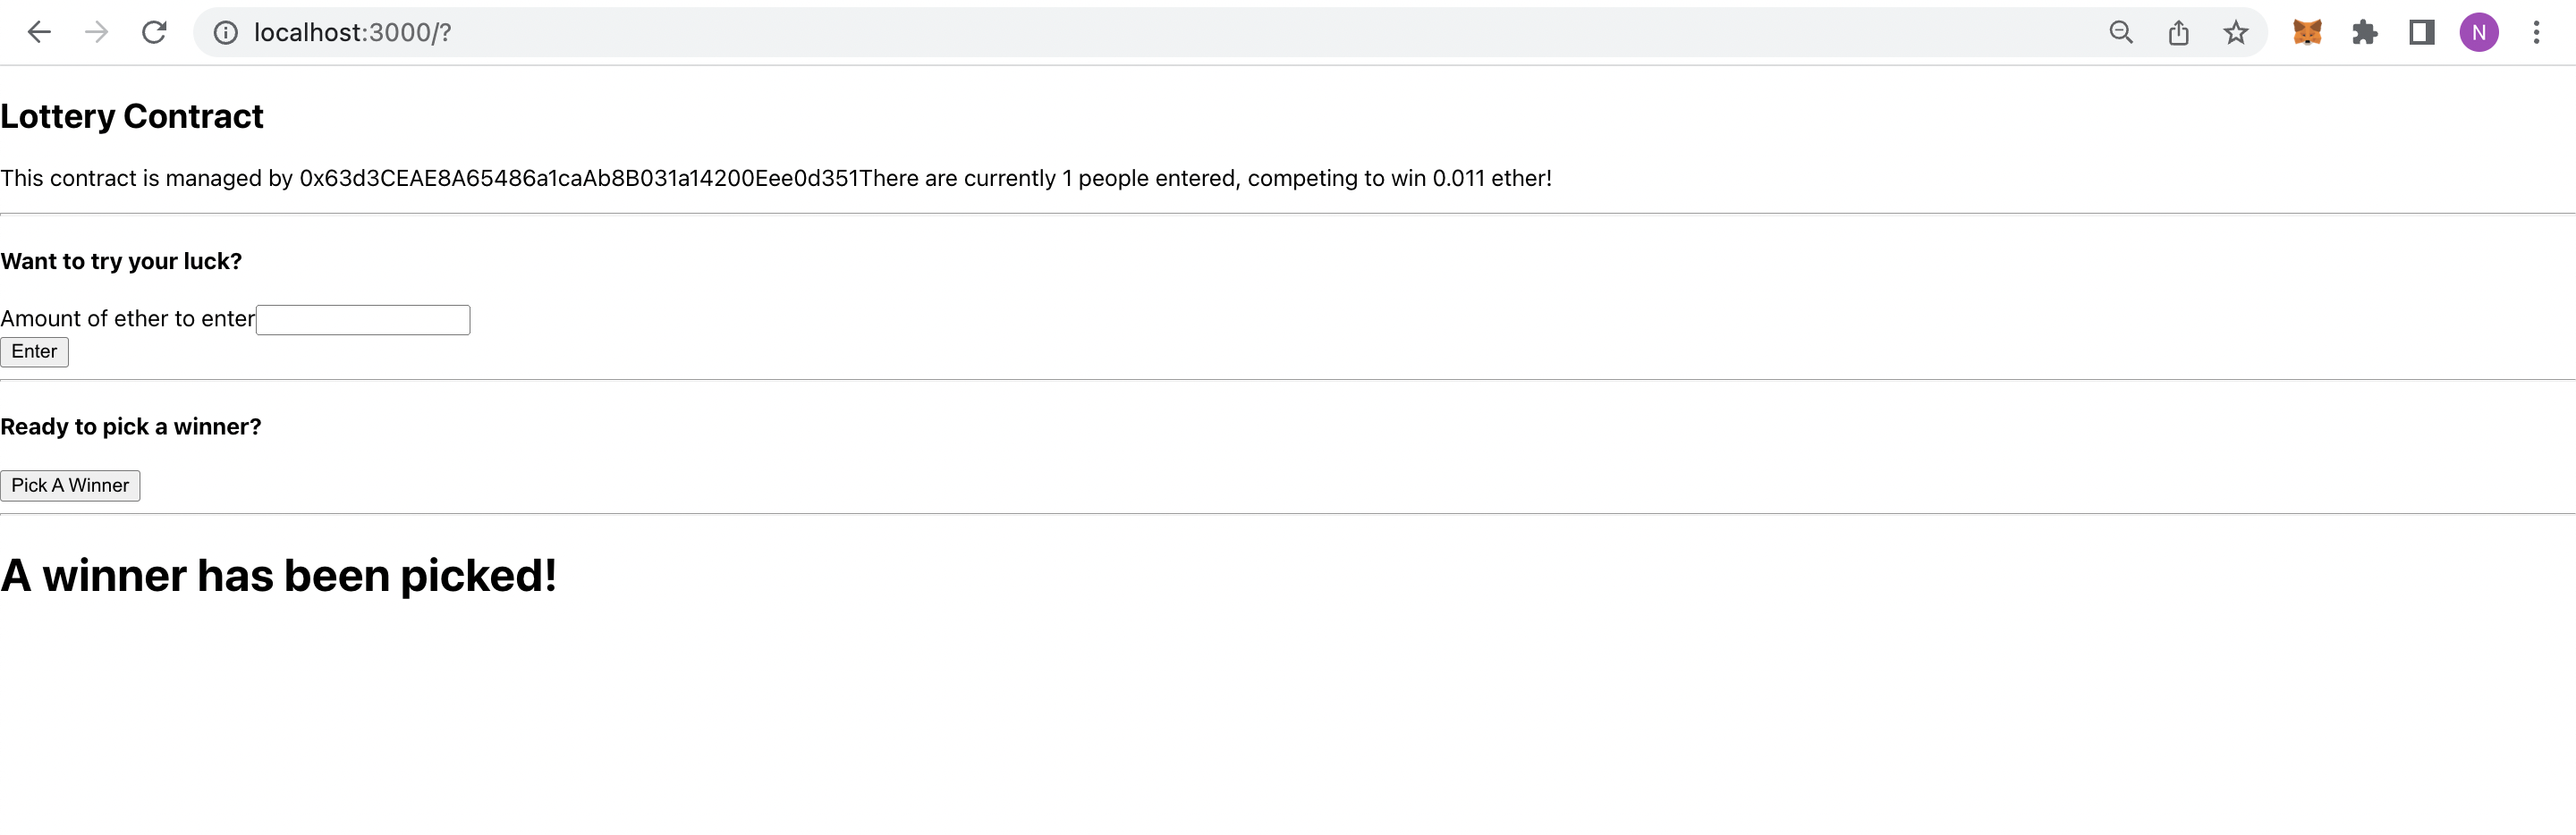 localhost:3000/?
N
Lottery Contract
This contract is managed by 0x63d3CEAE8A65486a1caAb8B031a14200Eee0d351There are currently 1 people entered, competing to win 0.011 ether!
Want to try your luck?
Amount of ether to enter
Enter
Ready to pick a winner?
Pick A Winner
A winner has been picked!